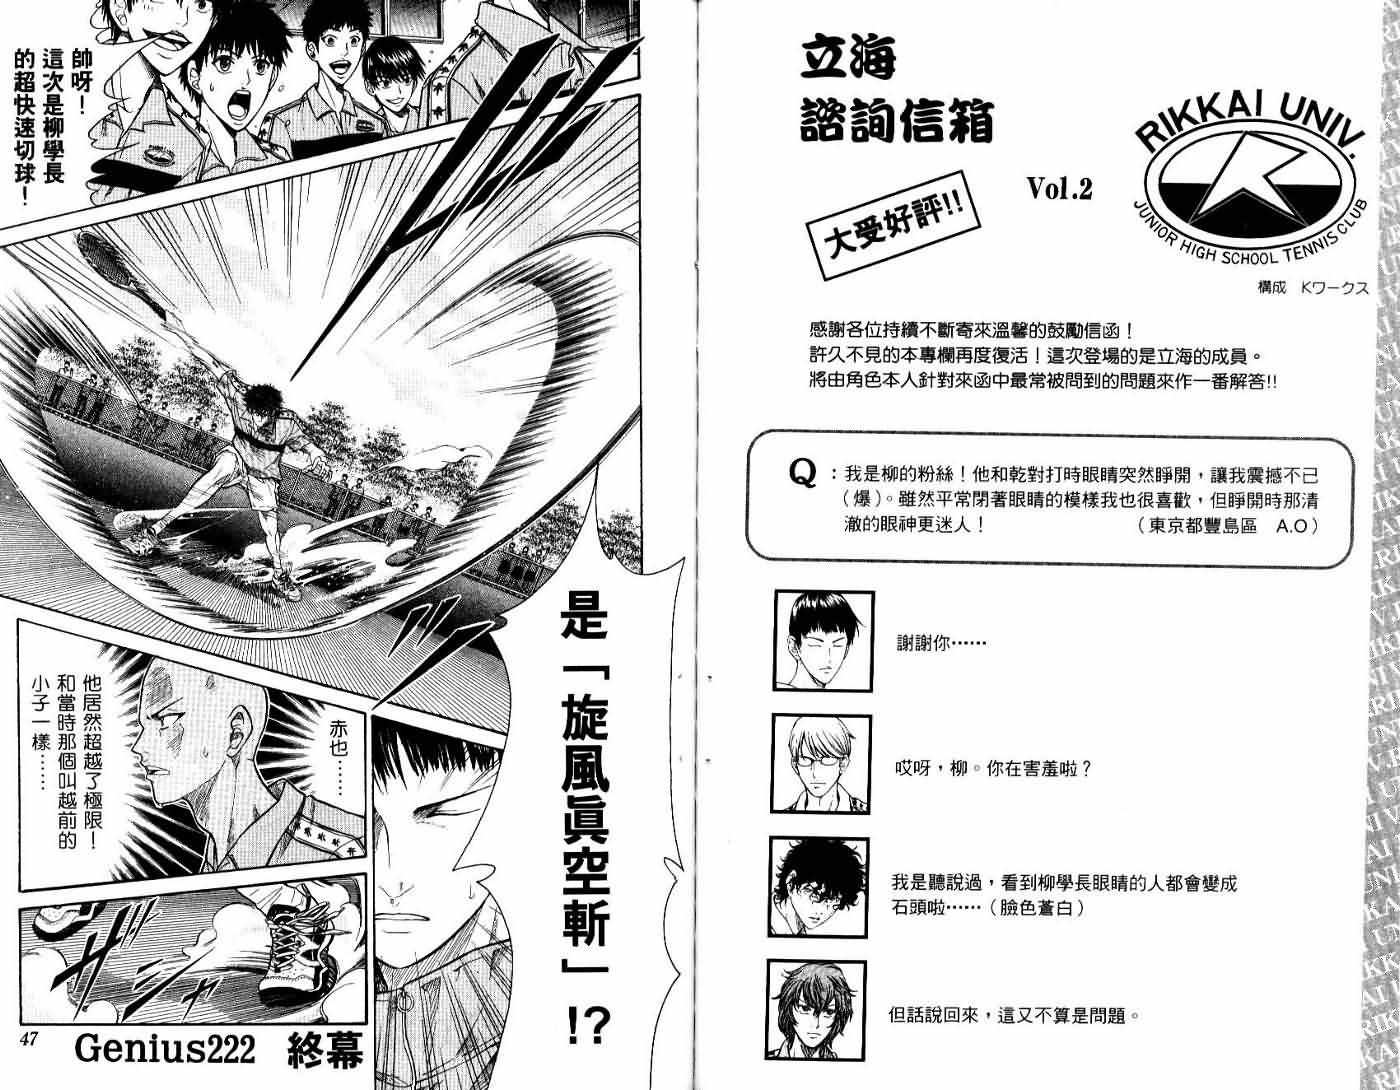 帥呀！
這次是柳學長
的超快速切球！
是「旋風真空斬」!?
赤也……
他居然超越了極限！
和當時那個叫越前的
小子一樣……
47
Genius222　終幕
立海
諮詢信箱
Vol.2
大受好評!!
RIKKAI UNIV.
JUNIOR HIGH SCHOOL TENNIS CLUB
構成　Kワークス
感謝各位持續不斷寄來溫馨的鼓勵信函！
許久不見的本專欄再度復活！這次登場的是立海的成員。
將由角色本人針對來函中最常被問到的問題來作一番解答!!
Q：我是柳的粉絲！他和乾對打時眼睛突然睜開，讓我震撼不已
（爆）。雖然平常閉著眼睛的模樣我也很喜歡，但睜開時那清
澈的眼神更迷人！　（東京都豐島區　A.O）
謝謝你……
哎呀，柳。你在害羞啦？
我是聽說過，看到柳學長眼睛的人都會變成
石頭啦……（臉色蒼白）
但話說回來，這又不算是問題。